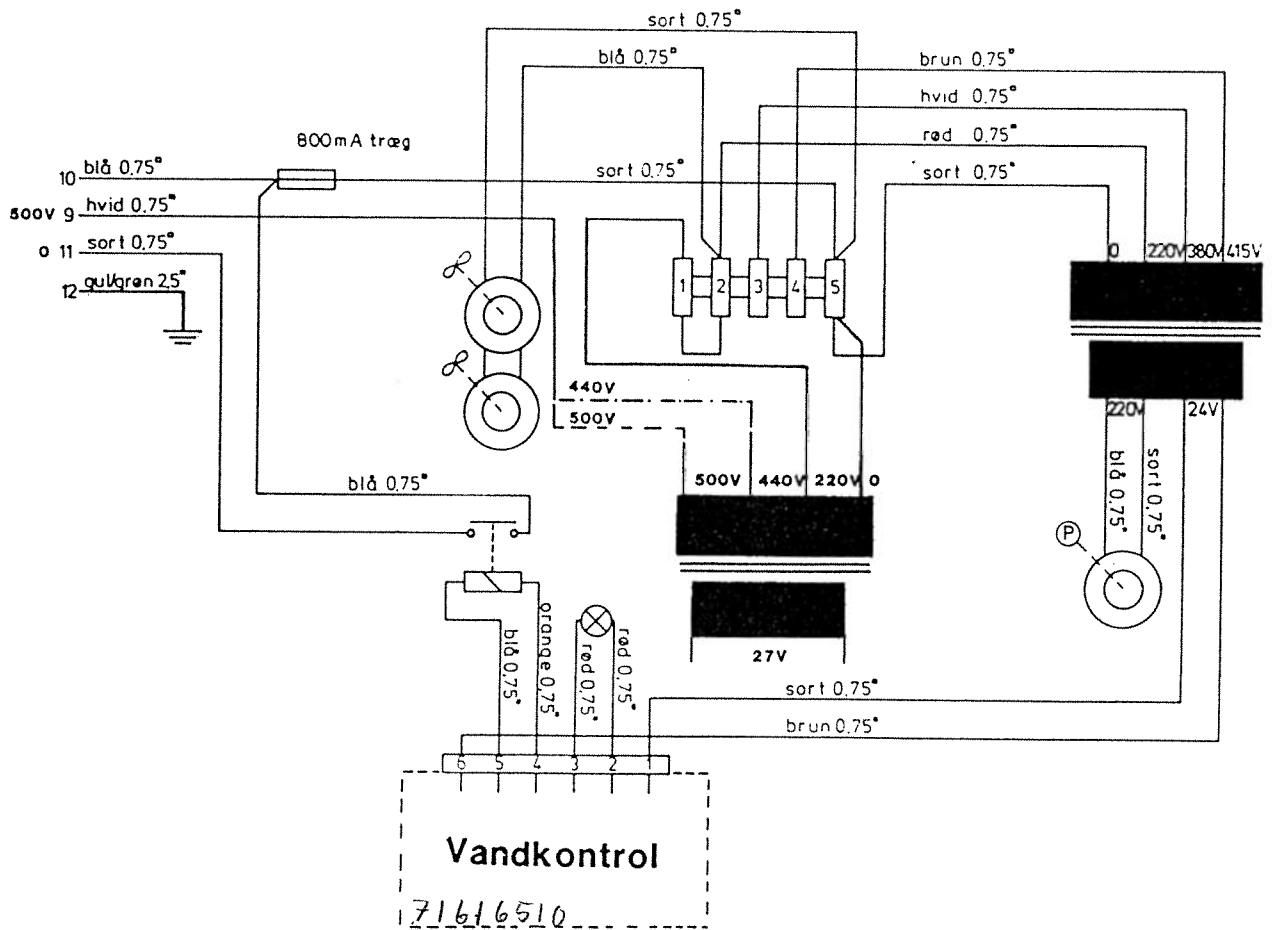 sort 0,75▫
blå 0,75▫
brun 0,75▫
hvid 0,75▫
800mA træg
rød 0,75▫
10 blå 0,75▫
sort 0,75▫
sort 0,75▫
500V 9 hvid 0,75▫
0 11 sort 0,75▫
12 gul/grøn 2,5▫
0 220V 380V 415V
1 2 3 4 5
440V
500V
220V 24V
blå 0,75▫
sort 0,75▫
500V 440V 220V 0
blå 0,75▫
P
blå 0,75▫
orange 0,75▫
rød 0,75▫
rød 0,75▫
27V
sort 0,75▫
brun 0,75▫
6 5 4 3 2 1
Vandkontrol
71616510